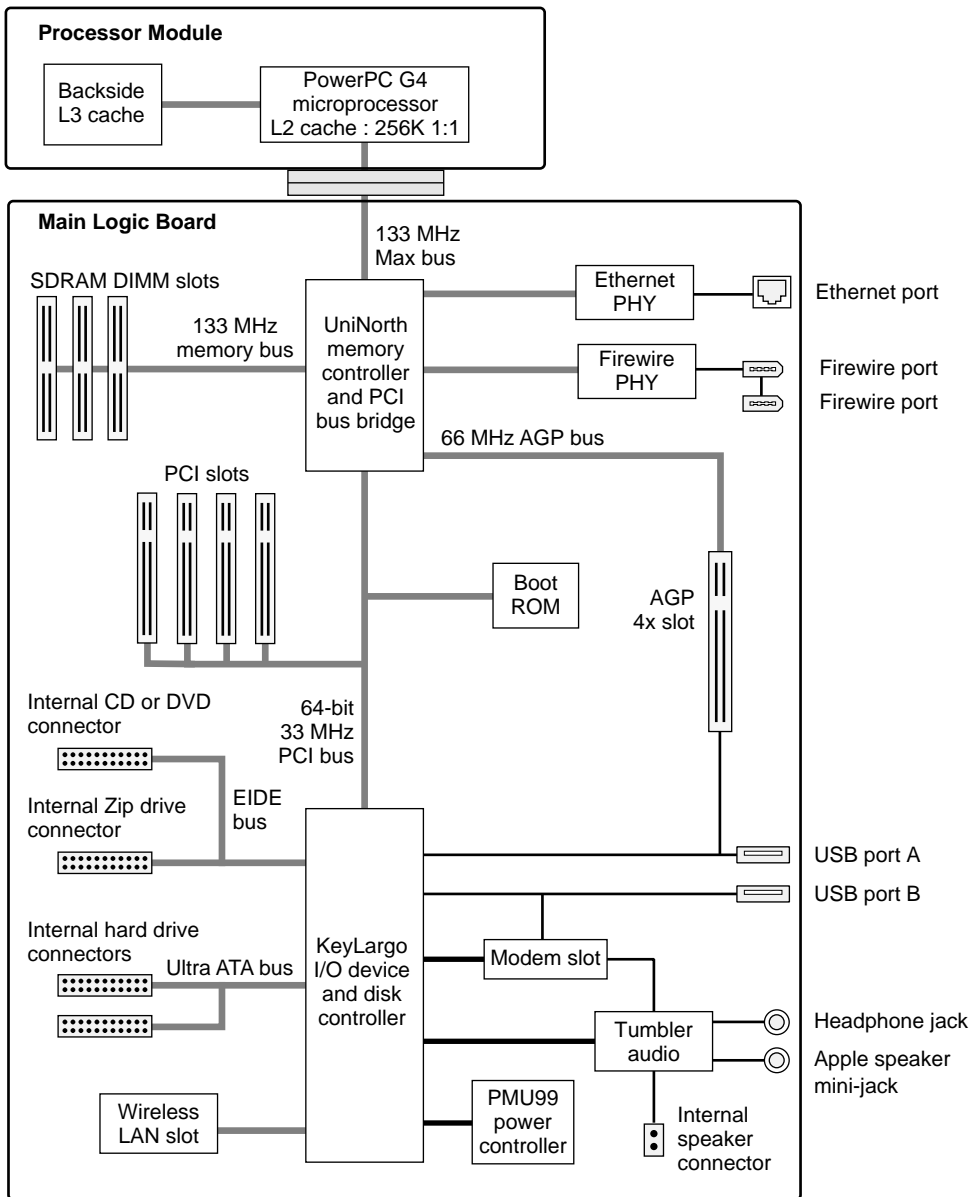 Processor Module
Backside
L3 cache
PowerPC G4
microprocessor
L2 cache : 256K 1:1
Main Logic Board
133 MHz
Max bus
SDRAM DIMM slots
133 MHz
memory bus
UniNorth
memory
controller
and PCI
bus bridge
Ethernet
PHY
Ethernet port
Firewire
PHY
Firewire port
Firewire port
66 MHz AGP bus
PCI slots
Boot
ROM
AGP
4x slot
64-bit
33 MHz
PCI bus
Internal CD or DVD
connector
EIDE
bus
Internal Zip drive
connector
USB port A
USB port B
Internal hard drive
connectors
Ultra ATA bus
KeyLargo
I/O device
and disk
controller
Modem slot
Tumbler
audio
Headphone jack
Apple speaker
mini-jack
Wireless
LAN slot
PMU99
power
controller
Internal
speaker
connector